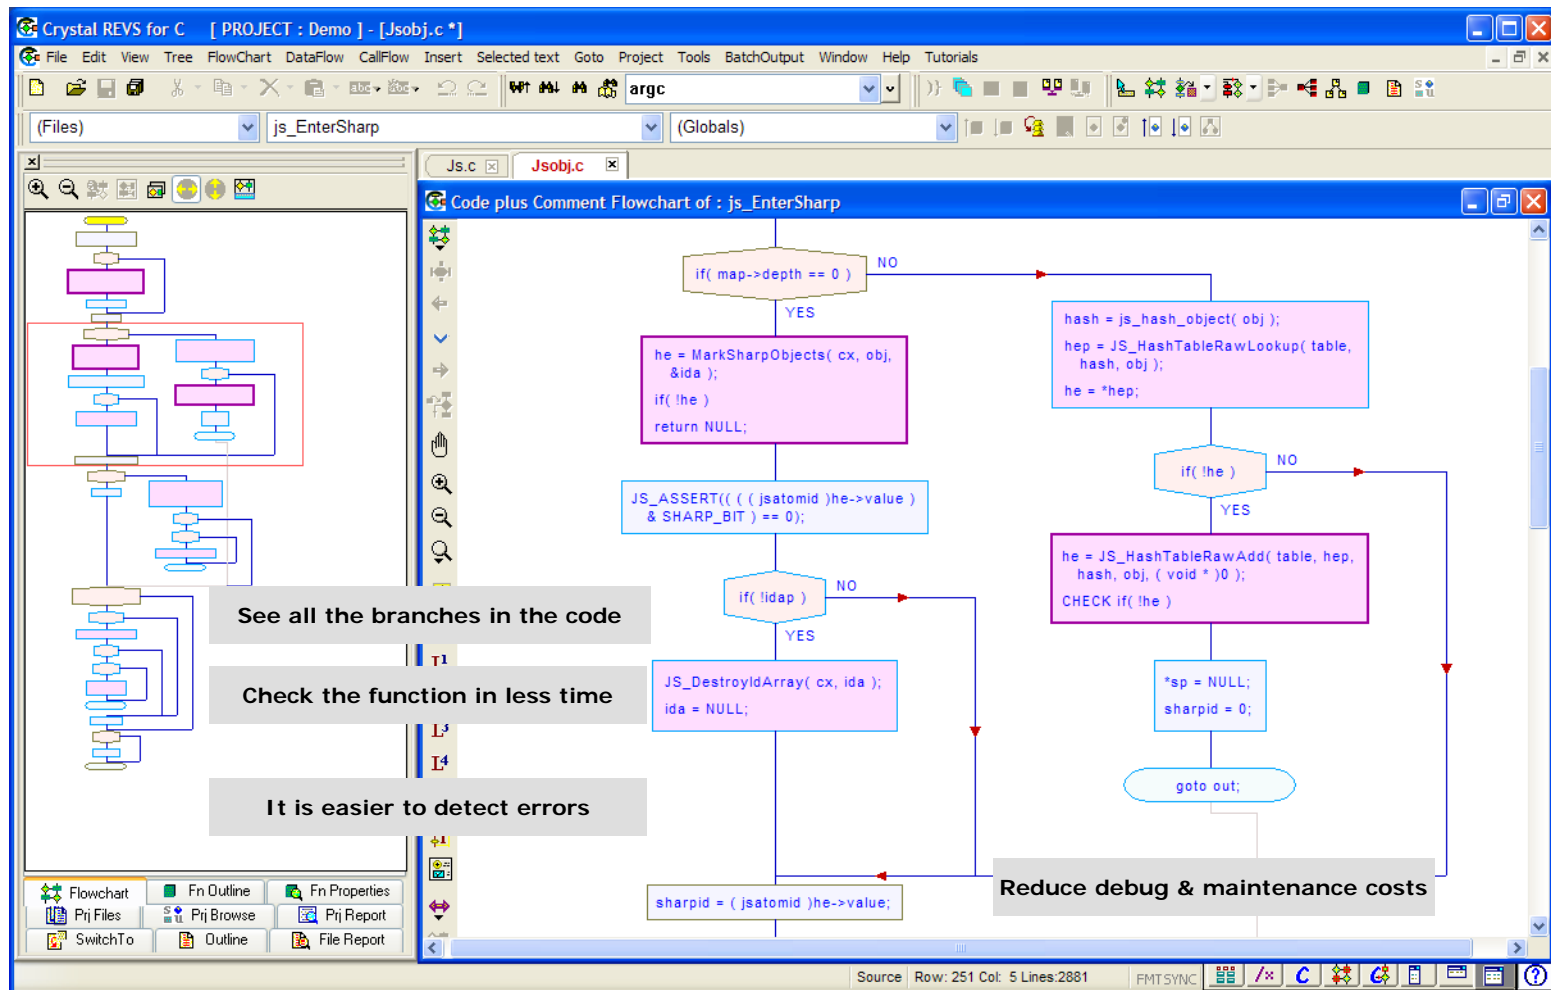 Crystal REVS for C [ PROJECT : Demo ] - [Jsobj.c *]
File Edit View Tree FlowChart DataFlow CallFlow Insert Selected text Goto Project Tools BatchOutput Window Help Tutorials
argc
(Files) js_EnterSharp (Globals)
Js.c Jsobj.c
Code plus Comment Flowchart of : js_EnterSharp
if( map->depth == 0 )
NO
YES
he = MarkSharpObjects( cx, obj,
&ida );
if( !he )
return NULL;
JS_ASSERT(( ( ( jsatomid )he->value )
& SHARP_BIT ) == 0);
if( !idap )
NO
YES
JS_DestroyIdArray( cx, ida );
ida = NULL;
sharpid = ( jsatomid )he->value;
hash = js_hash_object( obj );
hep = JS_HashTableRawLookup( table,
hash, obj );
he = *hep;
if( !he )
NO
YES
he = JS_HashTableRawAdd( table, hep,
hash, obj, ( void * )0 );
CHECK if( !he )
*sp = NULL;
sharpid = 0;
goto out;
L1
L3
L4
See all the branches in the code
Check the function in less time
It is easier to detect errors
Reduce debug & maintenance costs
Flowchart Fn Outline Fn Properties
Prj Files Prj Browse Prj Report
SwitchTo Outline File Report
Source Row: 251 Col: 5 Lines:2881 FMT SYNC